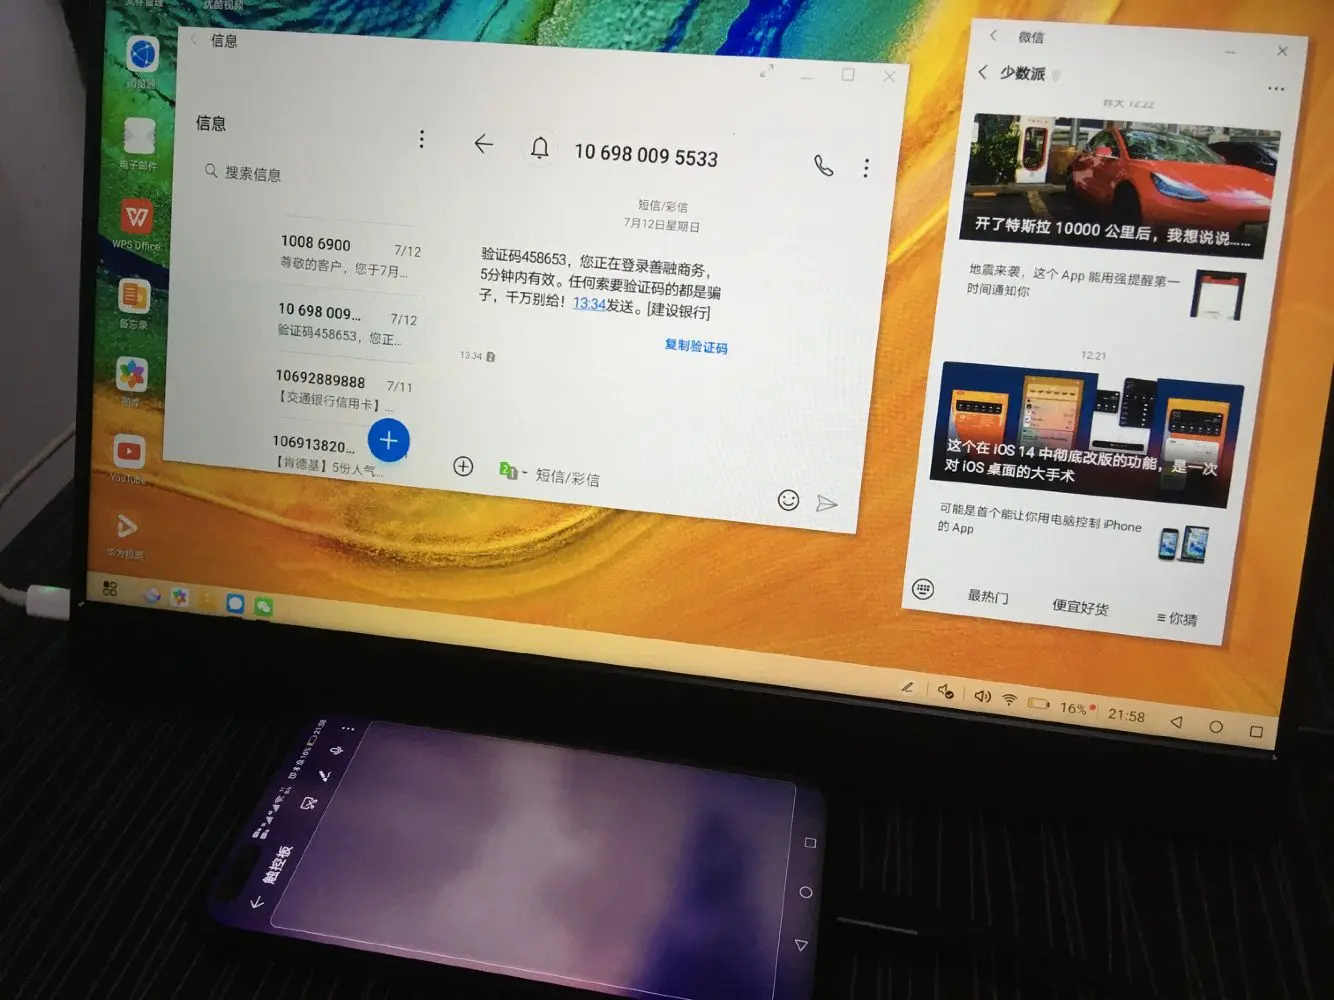 文件管理
优酷视频
浏览器
电子邮件
WPS Office
备忘录
图库
YouTube
华为视频
信息
信息
搜索信息
1008 6900
7/12
尊敬的客户，您于7月...
10 698 009...
7/12
验证码458653，您正...
10692889888
7/11
【交通银行信用卡】...
106913820...
【肯德基】5份人气...
10 698 009 5533
短信/彩信
7月12日星期日
验证码458653，您正在登录善融商务，
5分钟内有效。任何索要验证码的都是骗
子，千万别给！13:34发送。[建设银行]
复制验证码
13:34 2
21
短信/彩信
微信
少数派
昨天 12:22
开了特斯拉 10000 公里后，我想说说……
地震来袭，这个 App 能用强提醒第一
时间通知你
12:21
这个在 iOS 14 中彻底改版的功能，是一次
对 iOS 桌面的大手术
可能是首个能让你用电脑控制 iPhone
的 App
最热门
便宜好货
≡ 你猜
16%
21:58
触控板
16%
21:58